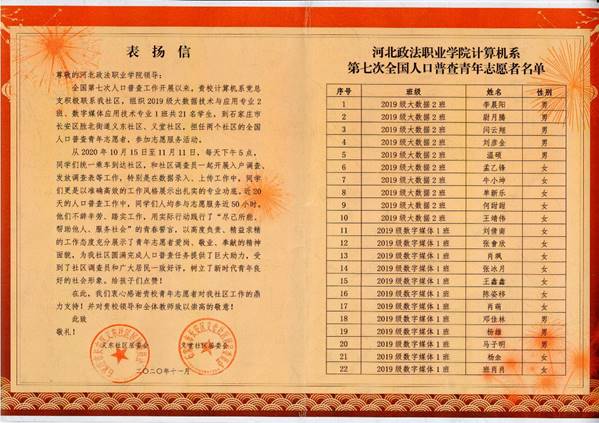 表扬信
尊敬的河北政法职业学院领导：
全国第七次人口普查工作开展以来，贵校计算机系党总
支积极联系我社区，组织2019级大数据技术与应用专业2
班、数字媒体应用技术专业1班共21名学生，到石家庄市
长安区胜北街道义东社区、义堂社区，担任两个社区的全国
人口普查青年志愿者，参加志愿服务活动。
从2020年10月15日至11月11日，每天下午5点，
同学们统一乘车到达社区，和社区调查员一起开展入户调查、
发放调查表等工作，特别是在数据录入、上传工作中，同学
们更是以准确高效的工作风格展示出扎实的专业功底。近20
天的人口普查工作中，同学们人均参与志愿服务近50小时，
他们不辞辛劳、踏实工作，用实际行动践行了“尽己所能、
帮助他人、服务社会”的青春誓言，以高度负责、精益求精
的工作态度充分展示了青年志愿者爱岗、敬业、奉献的精神
面貌，为我社区圆满完成人口普查任务提供了巨大助力，受
到了社区调查员和广大居民一致好评，树立了新时代青年良
好的社会形象，给孩子们点赞！
在此，我们衷心感谢贵校青年志愿者对我社区工作的鼎
力支持！并对贵校领导和全体教师致以崇高的敬意！
此致
敬礼！
义东社区居委会 义堂社区居委会
二〇二〇年十一月
河北政法职业学院计算机系
第七次全国人口普查青年志愿者名单
序号 班级 姓名 性别
1 2019级大数据2班 李晨阳 男
2 2019级大数据2班 尉月腾 男
3 2019级大数据2班 闫云翔 男
4 2019级大数据2班 刘彦金 男
5 2019级大数据2班 温硕 男
6 2019级大数据2班 孟乙锋 女
7 2019级大数据2班 牛小坤 女
8 2019级大数据2班 单新乐 女
9 2019级大数据2班 何甜甜 女
10 2019级大数据2班 王靖伟 女
11 2019级数字媒体1班 刘倩南 女
12 2019级数字媒体1班 张會欣 女
13 2019级数字媒体1班 肖飒 女
14 2019级数字媒体1班 张冰月 女
15 2019级数字媒体1班 王鑫鑫 女
16 2019级数字媒体1班 陈姿移 女
17 2019级数字媒体1班 肖萌 女
18 2019级数字媒体1班 邓佳林 男
19 2019级数字媒体1班 杨雄 男
20 2019级数字媒体1班 马子明 男
21 2019级数字媒体1班 杨余 女
22 2019级数字媒体1班 班肖肖 女